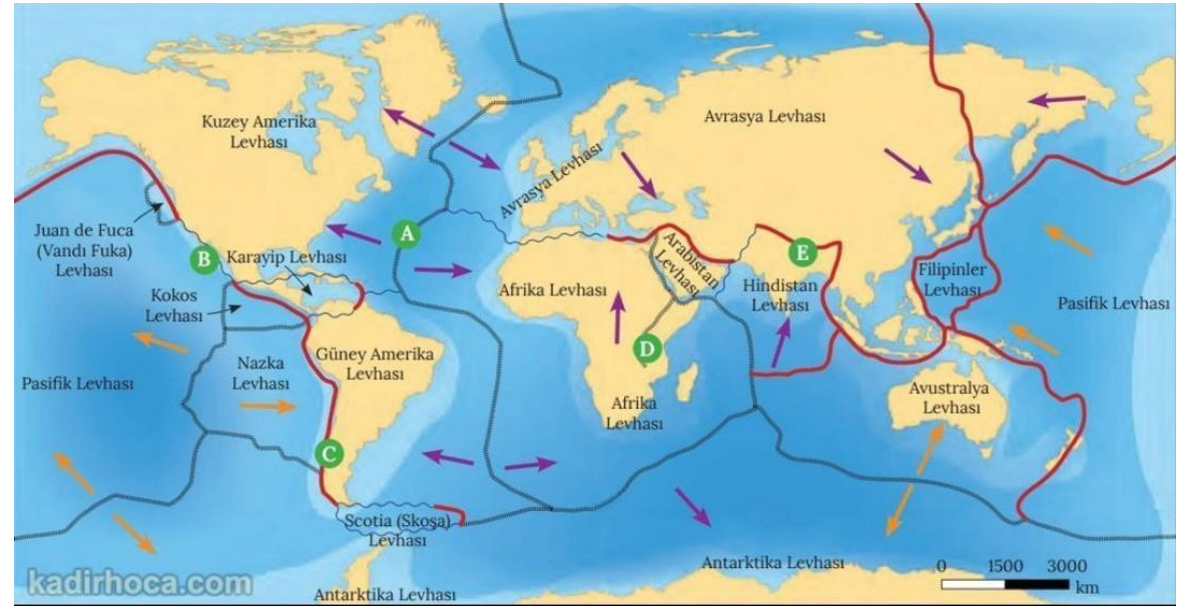 Kuzey Amerika
Levhası
Avrasya Levhası
Avrasya Levhası
A
Juan de Fuca
(Vandı Fuka)
Levhası
B
Karayip Levhası
Arabistan
Levhası
E
Kokos
Levhası
Afrika Levhası
Hindistan
Levhası
Filipinler
Levhası
Pasifik Levhası
D
Nazka
Levhası
Güney Amerika
Levhası
Pasifik Levhası
Afrika
Levhası
Avustralya
Levhası
C
Scotia (Skoşa)
Levhası
Antarktika Levhası
0 1500 3000
km
kadirhoca.com
Antarktika Levhası